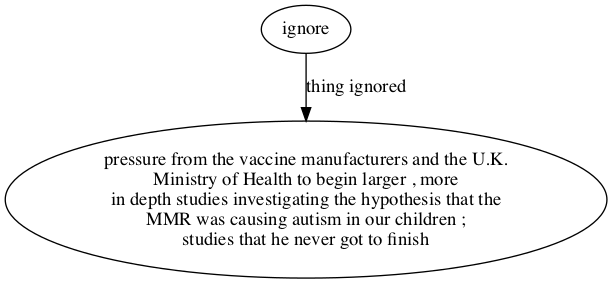 ignore
thing ignored
pressure from the vaccine manufacturers and the U.K.
Ministry of Health to begin larger , more
in depth studies investigating the hypothesis that the
MMR was causing autism in our children ;
studies that he never got to finish